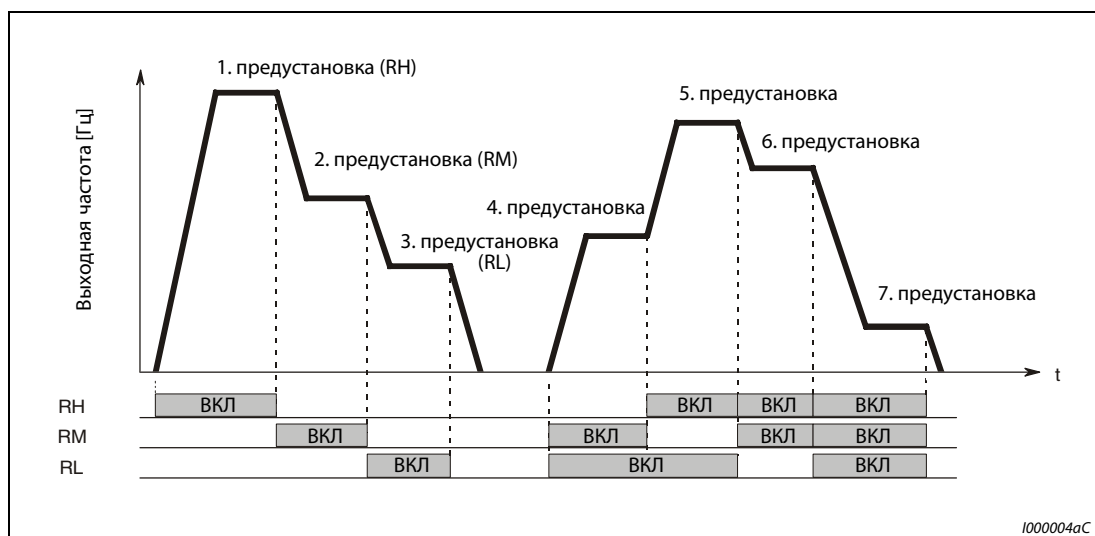 1. предустановка (RH)
5. предустановка
6. предустановка
2. предустановка (RM)
4. предустановка
3. предустановка
(RL)
7. предустановка
Выходная частота [Гц]
t
RH ВКЛ ВКЛ ВКЛ ВКЛ
RM ВКЛ ВКЛ ВКЛ ВКЛ
RL ВКЛ ВКЛ ВКЛ
I000004aC